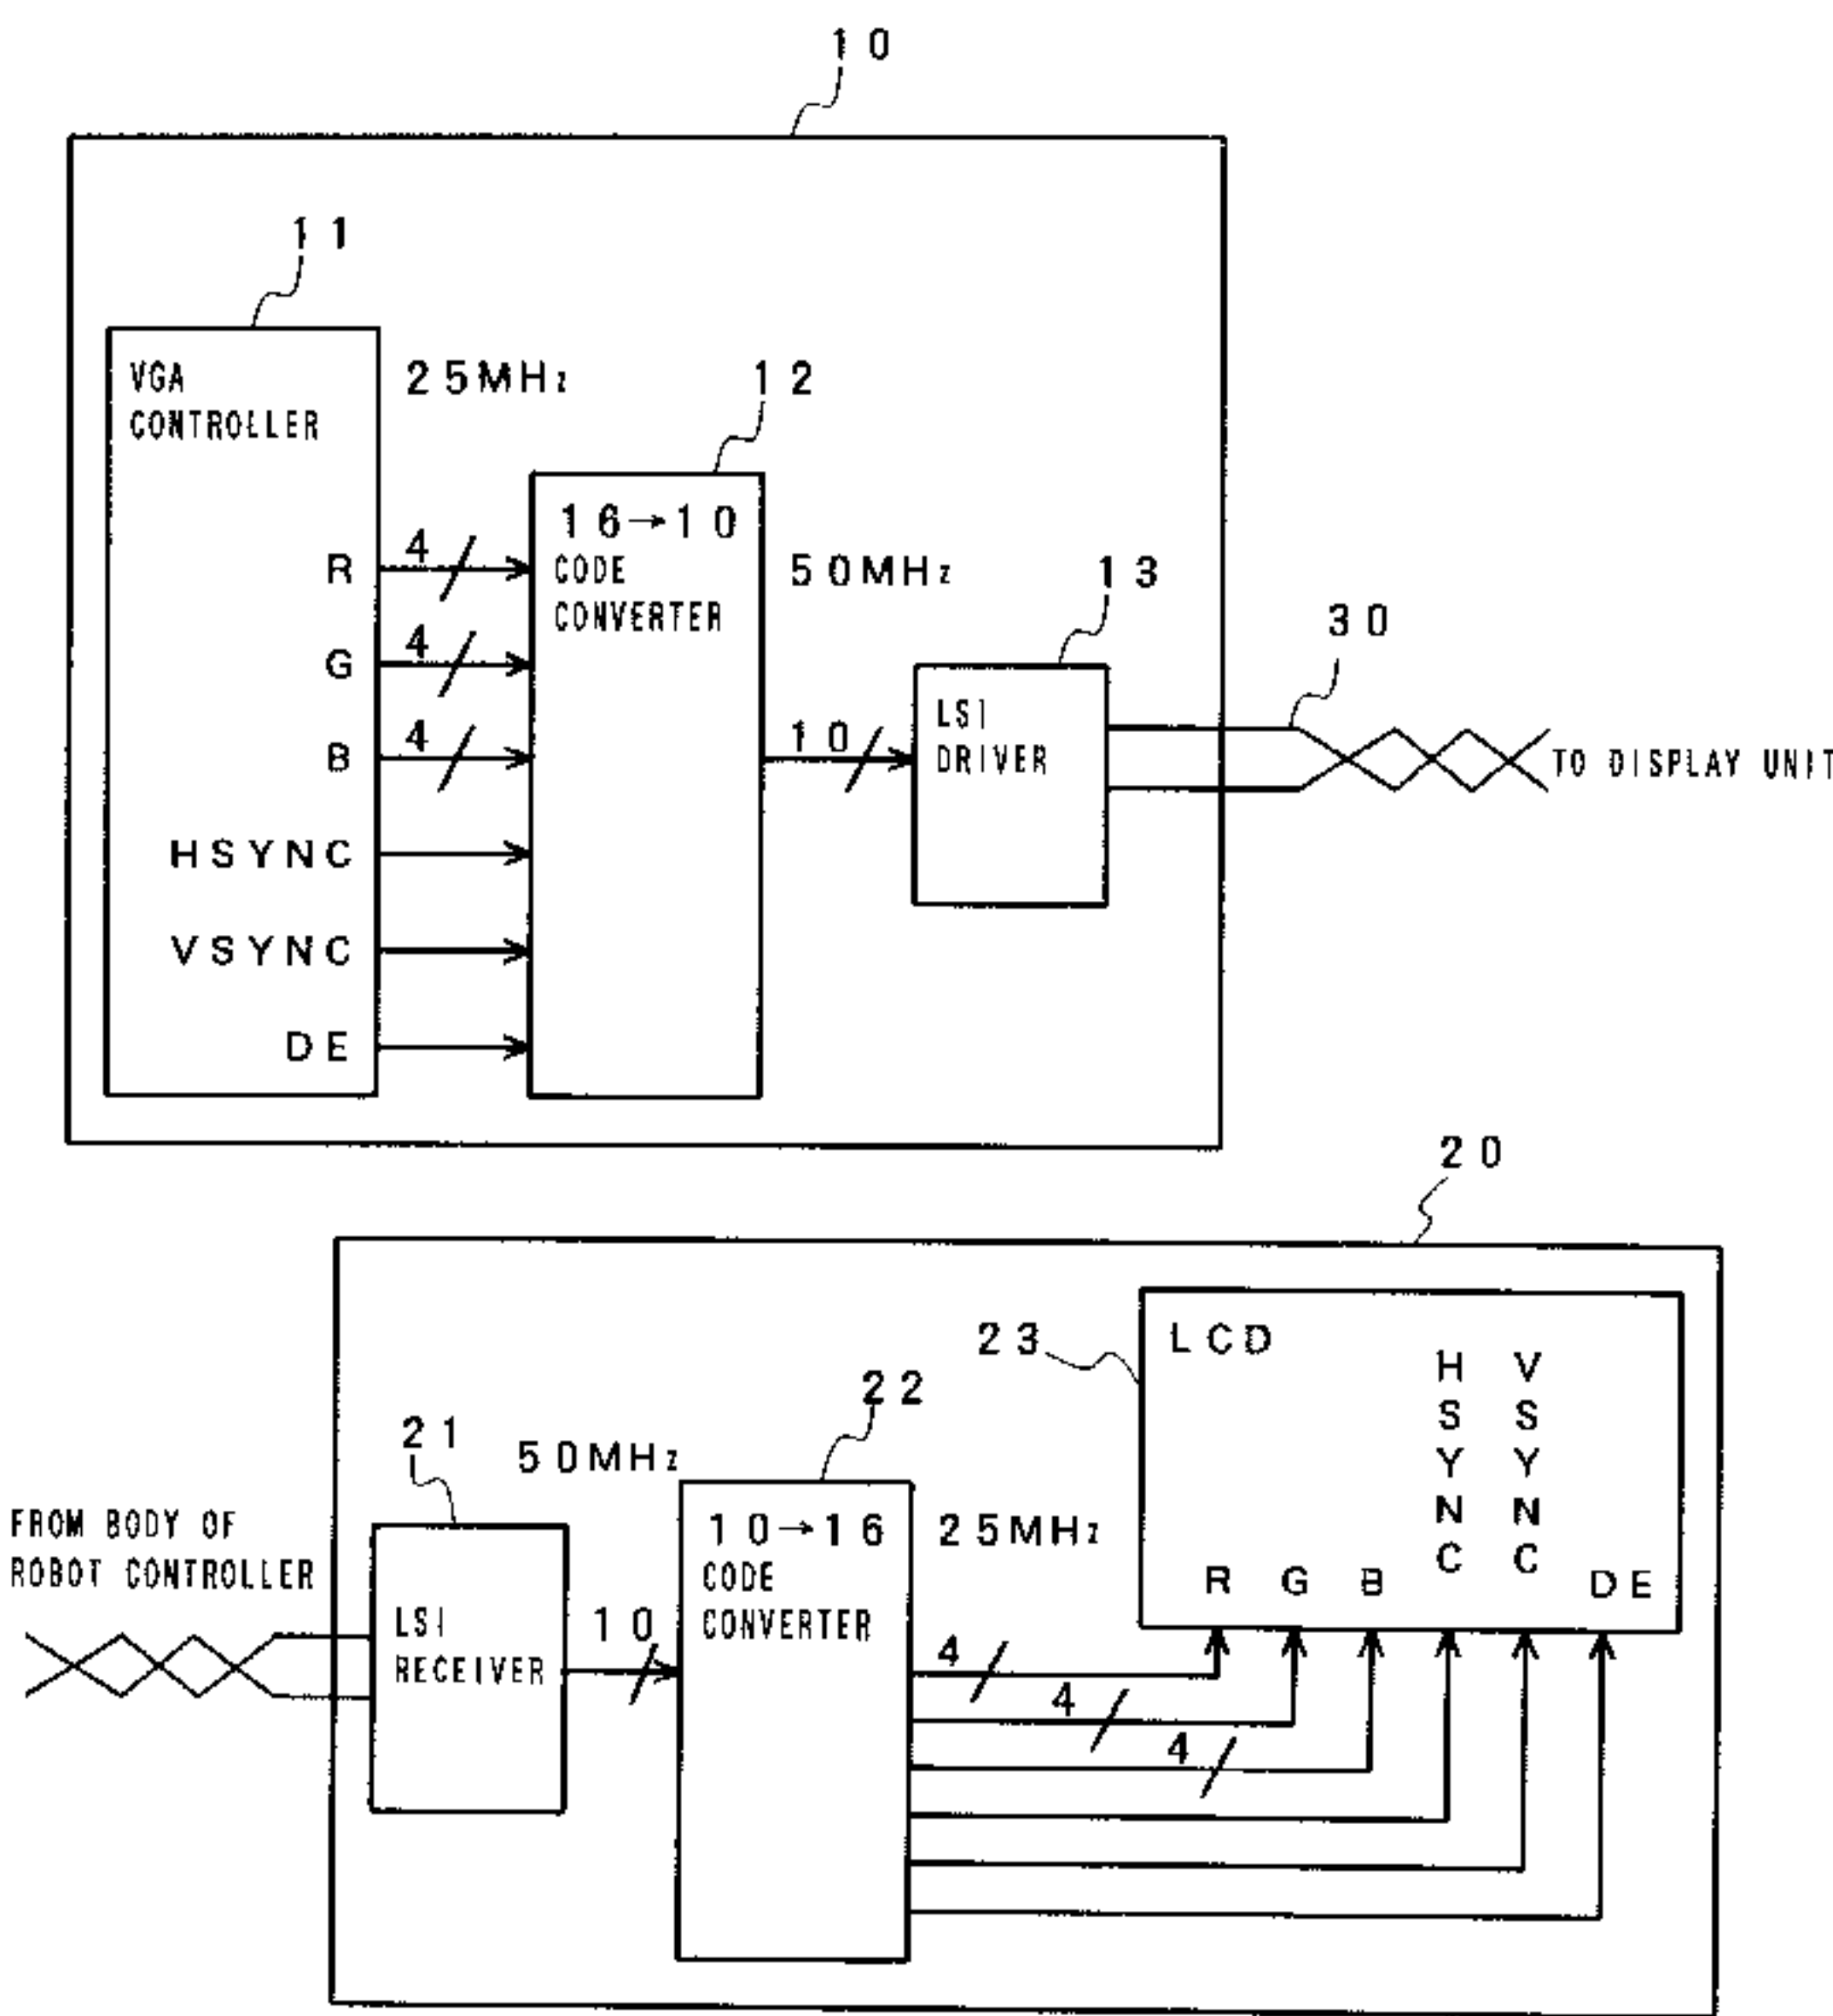 10
11
VGA
CONTROLLER
25MHz
12
16→10
CODE
CONVERTER
50MHz
13
30
R
4
G
4
B
4
10
LSI
DRIVER
TO DISPLAY UNIT
HSYNC
VSYNC
DE
20
23
LCD
HSYNC
VSYNC
22
21
50MHz
FROM BODY OF
ROBOT CONTROLLER
10→16
CODE
CONVERTER
25MHz
R G B DE
LSI
RECEIVER
10
4
4
4